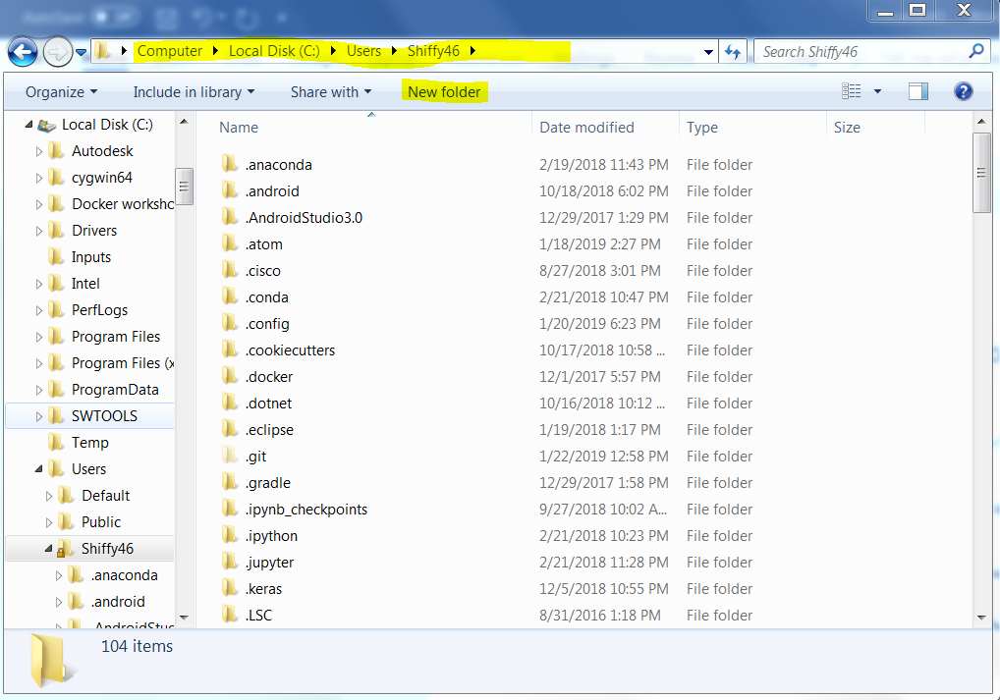 Computer Local Disk (C:) Users Shiffy46 Search Shiffy46
Organize Include in library Share with New folder
Local Disk (C:)
Autodesk
cygwin64
Docker worksho
Drivers
Inputs
Intel
PerfLogs
Program Files
Program Files (x
ProgramData
SWTOOLS
Temp
Users
Default
Public
Shiffy46
.anaconda
.android
.AndroidStud
Name Date modified Type Size
.anaconda 2/19/2018 11:43 PM File folder
.android 10/18/2018 6:02 PM File folder
.AndroidStudio3.0 12/29/2017 1:29 PM File folder
.atom 1/18/2019 2:27 PM File folder
.cisco 8/27/2018 3:01 PM File folder
.conda 2/21/2018 10:47 PM File folder
.config 1/20/2019 6:23 PM File folder
.cookiecutters 10/17/2018 10:58 ... File folder
.docker 12/1/2017 5:57 PM File folder
.dotnet 10/16/2018 10:12 ... File folder
.eclipse 1/19/2018 1:17 PM File folder
.git 1/22/2019 12:58 PM File folder
.gradle 12/29/2017 1:58 PM File folder
.ipynb_checkpoints 9/27/2018 10:02 A... File folder
.ipython 2/21/2018 10:23 PM File folder
.jupyter 2/21/2018 11:28 PM File folder
.keras 12/5/2018 10:55 PM File folder
.LSC 8/31/2016 1:18 PM File folder
104 items